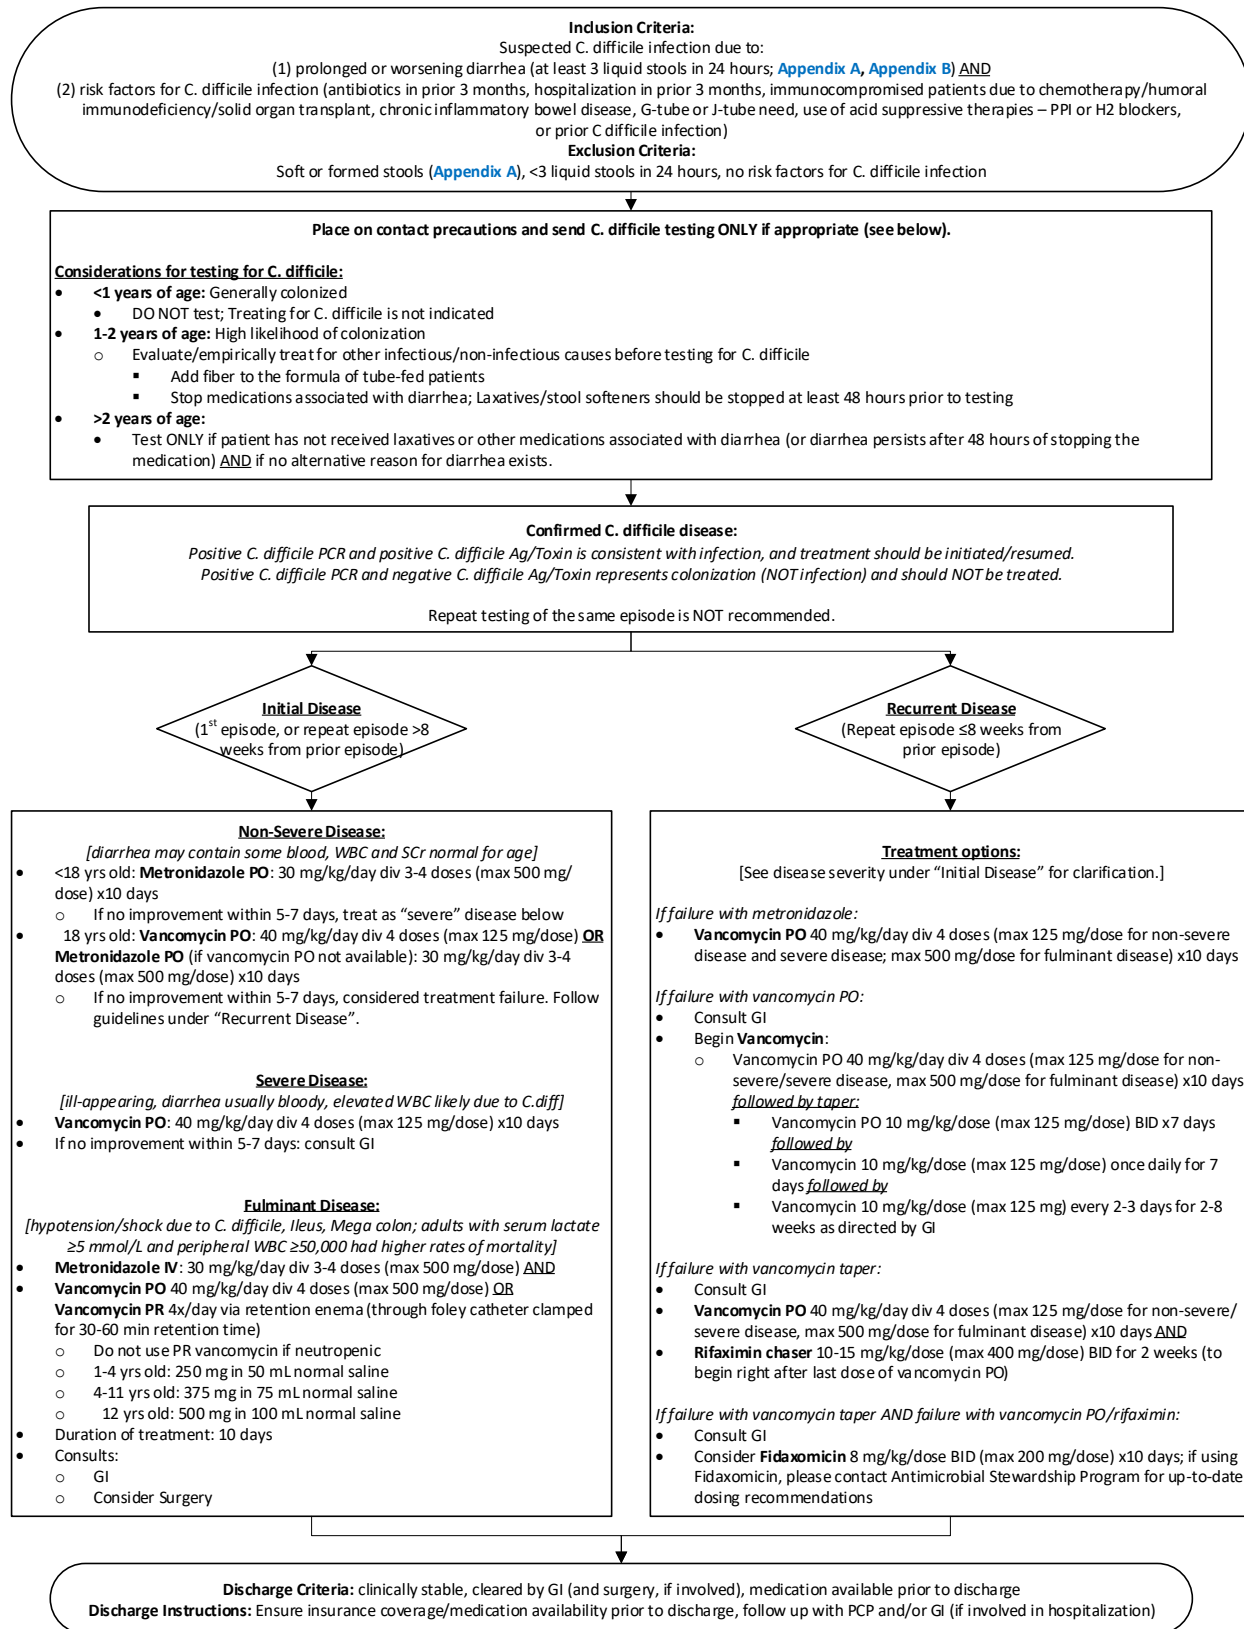 Inclusion Criteria:
Suspected C. difficile infection due to:
(1) prolonged or worsening diarrhea (at least 3 liquid stools in 24 hours; Appendix A, Appendix B) AND
(2) risk factors for C. difficile infection (antibiotics in prior 3 months, hospitalization in prior 3 months, immunocompromised patients due to chemotherapy/humoral
immunodeficiency/solid organ transplant, chronic inflammatory bowel disease, G-tube or J-tube need, use of acid suppressive therapies – PPI or H2 blockers,
or prior C difficile infection)
Exclusion Criteria:
Soft or formed stools (Appendix A), <3 liquid stools in 24 hours, no risk factors for C. difficile infection
Place on contact precautions and send C. difficile testing ONLY if appropriate (see below).
Considerations for testing for C. difficile:
• <1 years of age: Generally colonized
• DO NOT test; Treating for C. difficile is not indicated
• 1-2 years of age: High likelihood of colonization
o Evaluate/empirically treat for other infectious/non-infectious causes before testing for C. difficile
▪ Add fiber to the formula of tube-fed patients
▪ Stop medications associated with diarrhea; Laxatives/stool softeners should be stopped at least 48 hours prior to testing
• >2 years of age:
• Test ONLY if patient has not received laxatives or other medications associated with diarrhea (or diarrhea persists after 48 hours of stopping the
medication) AND if no alternative reason for diarrhea exists.
Confirmed C. difficile disease:
Positive C. difficile PCR and positive C. difficile Ag/Toxin is consistent with infection, and treatment should be initiated/resumed.
Positive C. difficile PCR and negative C. difficile Ag/Toxin represents colonization (NOT infection) and should NOT be treated.
Repeat testing of the same episode is NOT recommended.
Initial Disease
(1st episode, or repeat episode >8
weeks from prior episode)
Recurrent Disease
(Repeat episode ≤8 weeks from
prior episode)
Non-Severe Disease:
[diarrhea may contain some blood, WBC and SCr normal for age]
• <18 yrs old: Metronidazole PO: 30 mg/kg/day div 3-4 doses (max 500 mg/
dose) x10 days
o If no improvement within 5-7 days, treat as “severe” disease below
• 18 yrs old: Vancomycin PO: 40 mg/kg/day div 4 doses (max 125 mg/dose) OR
Metronidazole PO (if vancomycin PO not available): 30 mg/kg/day div 3-4
doses (max 500 mg/dose) x10 days
o If no improvement within 5-7 days, considered treatment failure. Follow
guidelines under “Recurrent Disease”.
Severe Disease:
[ill-appearing, diarrhea usually bloody, elevated WBC likely due to C.diff]
• Vancomycin PO: 40 mg/kg/day div 4 doses (max 125 mg/dose) x10 days
• If no improvement within 5-7 days: consult GI
Fulminant Disease:
[hypotension/shock due to C. difficile, Ileus, Mega colon; adults with serum lactate
≥5 mmol/L and peripheral WBC ≥50,000 had higher rates of mortality]
• Metronidazole IV: 30 mg/kg/day div 3-4 doses (max 500 mg/dose) AND
• Vancomycin PO 40 mg/kg/day div 4 doses (max 500 mg/dose) OR
Vancomycin PR 4x/day via retention enema (through foley catheter clamped
for 30-60 min retention time)
o Do not use PR vancomycin if neutropenic
o 1-4 yrs old: 250 mg in 50 mL normal saline
o 4-11 yrs old: 375 mg in 75 mL normal saline
o 12 yrs old: 500 mg in 100 mL normal saline
• Duration of treatment: 10 days
• Consults:
o GI
o Consider Surgery
Treatment options:
[See disease severity under “Initial Disease” for clarification.]
If failure with metronidazole:
• Vancomycin PO 40 mg/kg/day div 4 doses (max 125 mg/dose for non-severe
disease and severe disease; max 500 mg/dose for fulminant disease) x10 days
If failure with vancomycin PO:
• Consult GI
• Begin Vancomycin:
o Vancomycin PO 40 mg/kg/day div 4 doses (max 125 mg/dose for non-
severe/severe disease, max 500 mg/dose for fulminant disease) x10 days
followed by taper:
▪ Vancomycin PO 10 mg/kg/dose (max 125 mg/dose) BID x7 days
followed by
▪ Vancomycin 10 mg/kg/dose (max 125 mg/dose) once daily for 7
days followed by
▪ Vancomycin 10 mg/kg/dose (max 125 mg) every 2-3 days for 2-8
weeks as directed by GI
If failure with vancomycin taper:
• Consult GI
• Vancomycin PO 40 mg/kg/day div 4 doses (max 125 mg/dose for non-severe/
severe disease, max 500 mg/dose for fulminant disease) x10 days AND
• Rifaximin chaser 10-15 mg/kg/dose (max 400 mg/dose) BID for 2 weeks (to
begin right after last dose of vancomycin PO)
If failure with vancomycin taper AND failure with vancomycin PO/rifaximin:
• Consult GI
• Consider Fidaxomicin 8 mg/kg/dose BID (max 200 mg/dose) x10 days; if using
Fidaxomicin, please contact Antimicrobial Stewardship Program for up-to-date
dosing recommendations
Discharge Criteria: clinically stable, cleared by GI (and surgery, if involved), medication available prior to discharge
Discharge Instructions: Ensure insurance coverage/medication availability prior to discharge, follow up with PCP and/or GI (if involved in hospitalization)